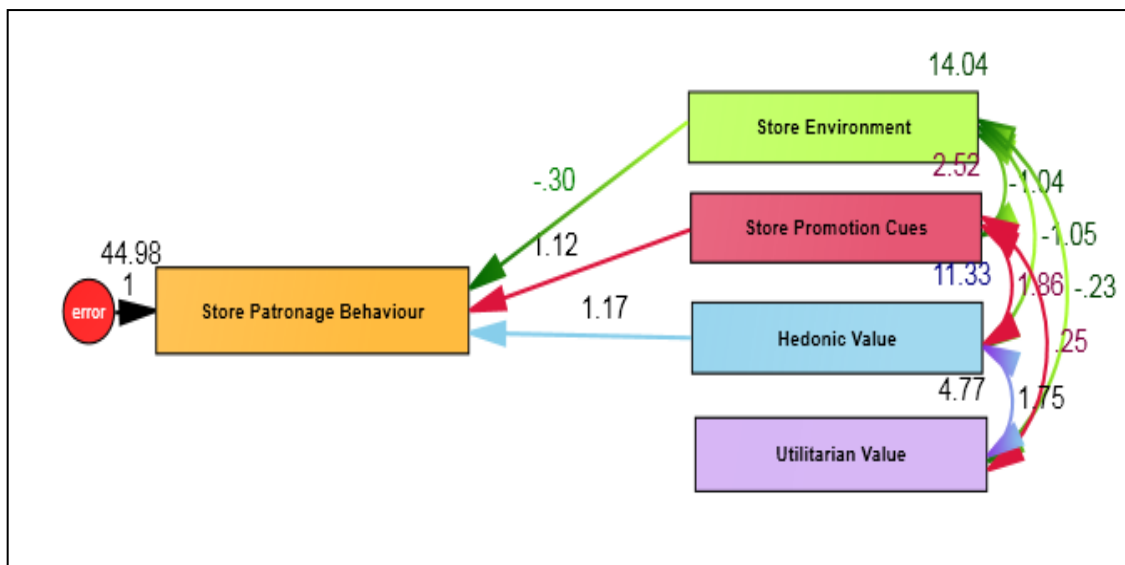 14.04
Store Environment
-.30
2.52
-1.04
Store Promotion Cues
1.12
-1.05
44.98
1
11.33
1.86
-.23
error
Store Patronage Behaviour
1.17
Hedonic Value
.25
4.77
1.75
Utilitarian Value